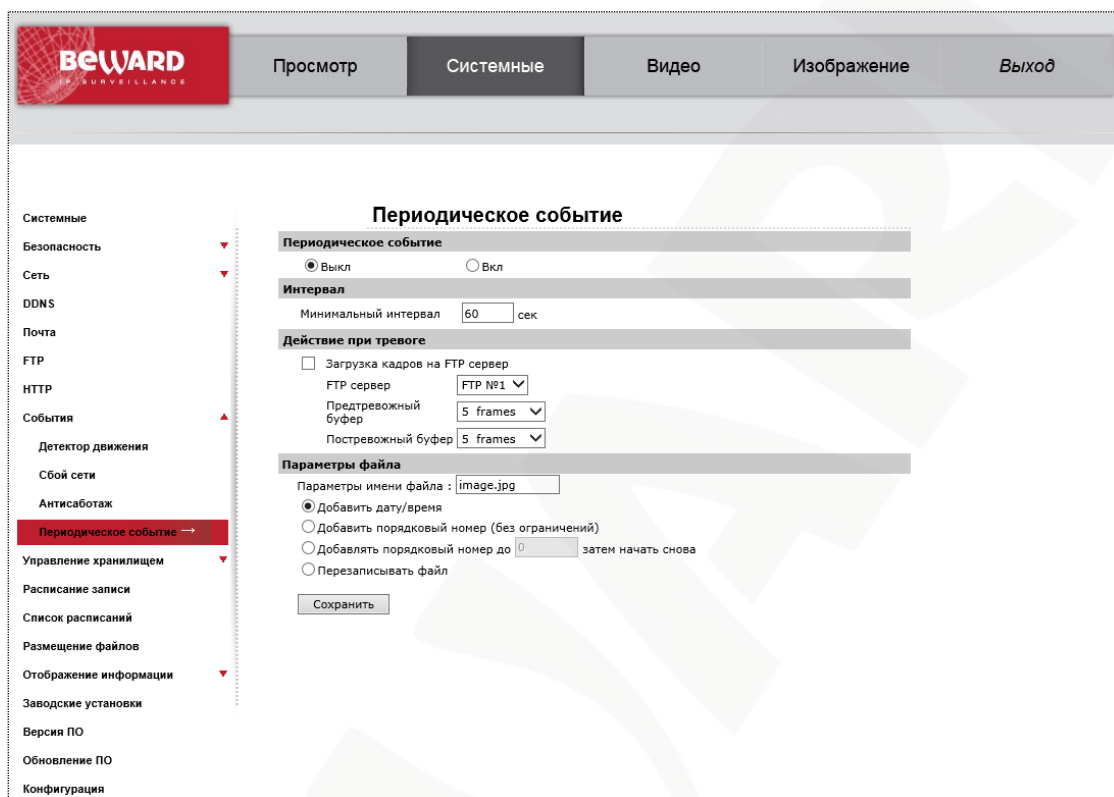 BEWARD
IP SURVEILLANCE
Просмотр
Системные
Видео
Изображение
Выход
Системные
Безопасность
Сеть
DDNS
Почта
FTP
HTTP
События
Детектор движения
Сбой сети
Антисаботаж
Периодическое событие →
Управление хранилищем
Расписание записи
Список расписаний
Размещение файлов
Отображение информации
Заводские установки
Версия ПО
Обновление ПО
Конфигурация
Периодическое событие
Периодическое событие
Выкл Вкл
Интервал
Минимальный интервал 60 сек
Действие при тревоге
Загрузка кадров на FTP сервер
FTP сервер FTP №1
Предтревожный
буфер 5 frames
Постревожный буфер 5 frames
Параметры файла
Параметры имени файла : image.jpg
Добавить дату/время
Добавить порядковый номер (без ограничений)
Добавлять порядковый номер до 0 затем начать снова
Перезаписывать файл
Сохранить